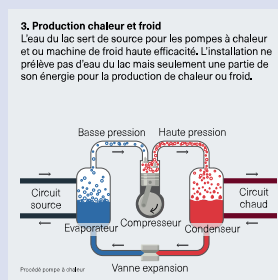 3. Production chaleur et froid
L'eau du lac sert de source pour les pompes à chaleur
et ou machine de froid haute efficacité. L'installation ne
prélève pas d'eau du lac mais seulement une partie de
son énergie pour la production de chaleur ou froid.
Basse pression
Haute pression
Circuit
source
Circuit
chaud
Compresseur
Evaporateur
Condenseur
Procédé pompe à chaleur
Vanne expansion